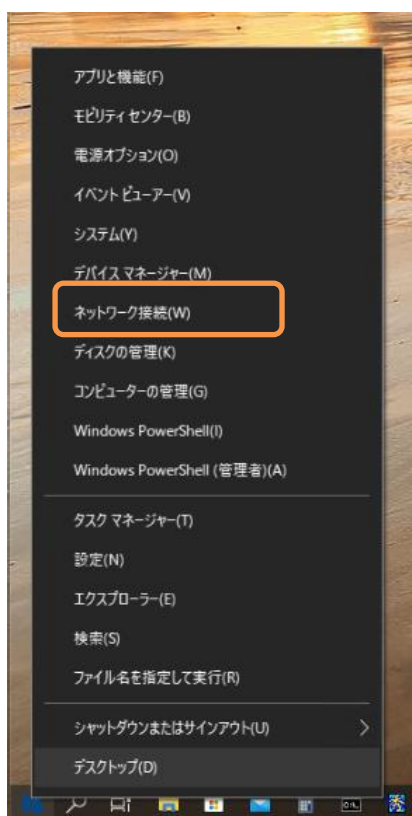 アプリと機能(F)
モビリティ センター(B)
電源オプション(O)
イベント ビューアー(V)
システム(Y)
デバイス マネージャー(M)
ネットワーク接続(W)
ディスクの管理(K)
コンピューターの管理(G)
Windows PowerShell(I)
Windows PowerShell (管理者)(A)
タスク マネージャー(T)
設定(N)
エクスプローラー(E)
検索(S)
ファイル名を指定して実行(R)
シャットダウンまたはサインアウト(U)
デスクトップ(D)